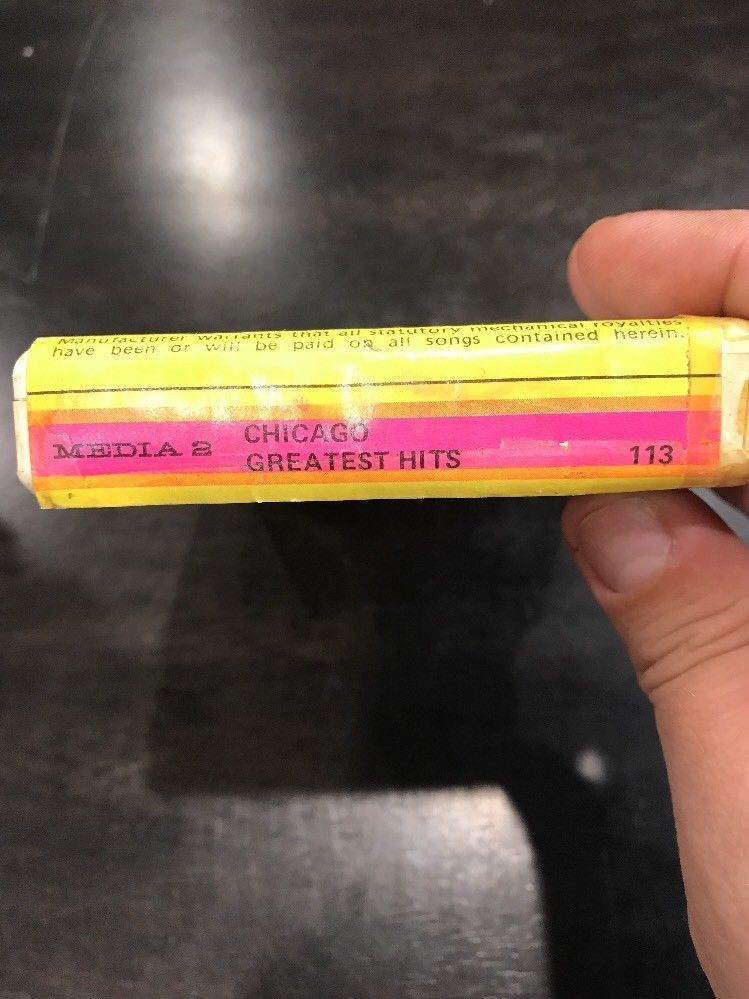 Manufacturer warrants that all statutory mechanical royalties
have been or will be paid on all songs contained herein.
MEDIA 2
CHICAGO
GREATEST HITS
113